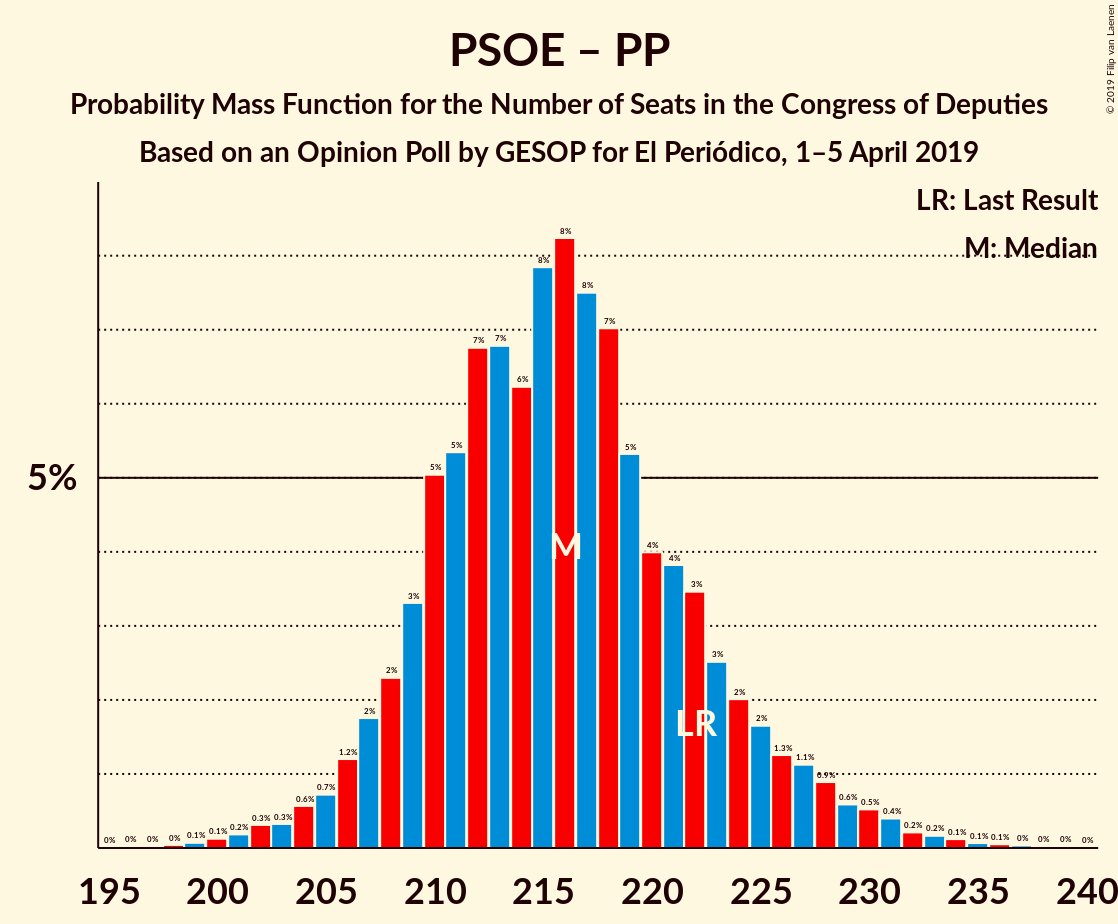 PSOE – PP
Probability Mass Function for the Number of Seats in the Congress of Deputies
Based on an Opinion Poll by GESOP for El Periódico, 1–5 April 2019
© 2019 Filip van Laenen
LR: Last Result
M: Median
5%
0% 0% 0% 0% 0.1% 0.1% 0.2% 0.3% 0.3% 0.6% 0.7% 1.2% 2% 2% 3% 5% 5% 7% 7% 6% 8% 8% 8% 7% 5% 4% 4% 3% 3% 2% 2% 1.3% 1.1% 0.9% 0.6% 0.5% 0.4% 0.2% 0.2% 0.1% 0.1% 0.1% 0% 0% 0% 0%
M
LR
195 200 205 210 215 220 225 230 235 240